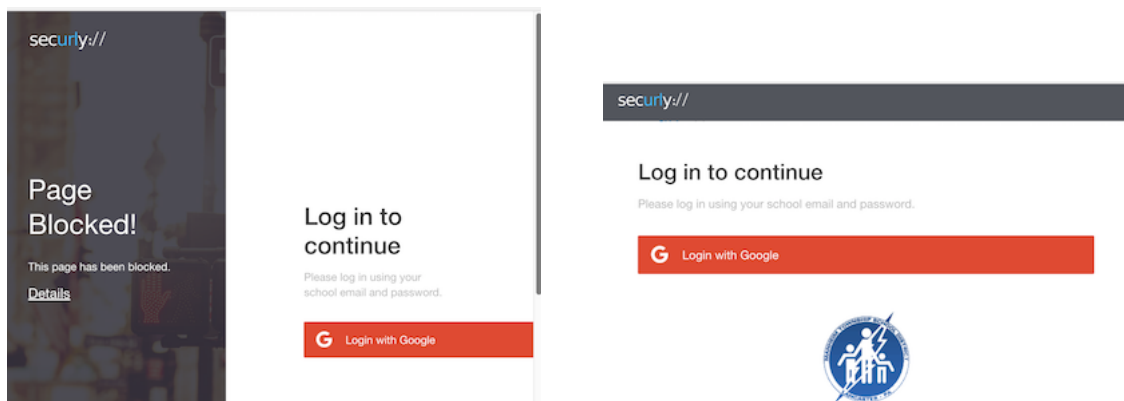 securly://
Page
Blocked!
This page has been blocked.
Details
Log in to
continue
Please log in using your
school email and password.
G Login with Google
securly://
Log in to continue
Please log in using your school email and password.
G Login with Google
TOWNSHIP SCHOOL